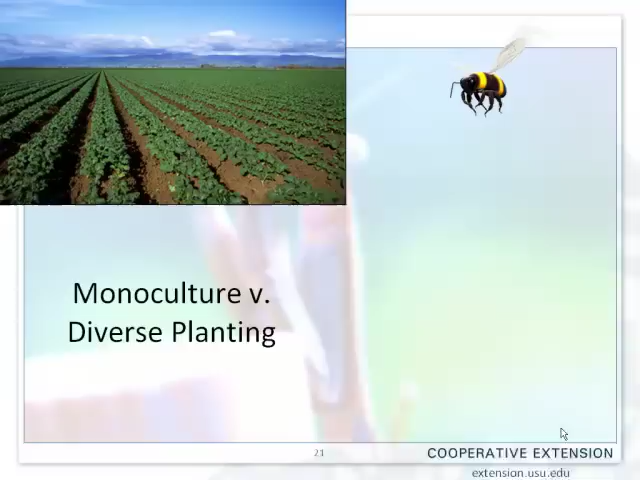 Monoculture v.
Diverse Planting
21
COOPERATIVE EXTENSION
extension.usu.edu